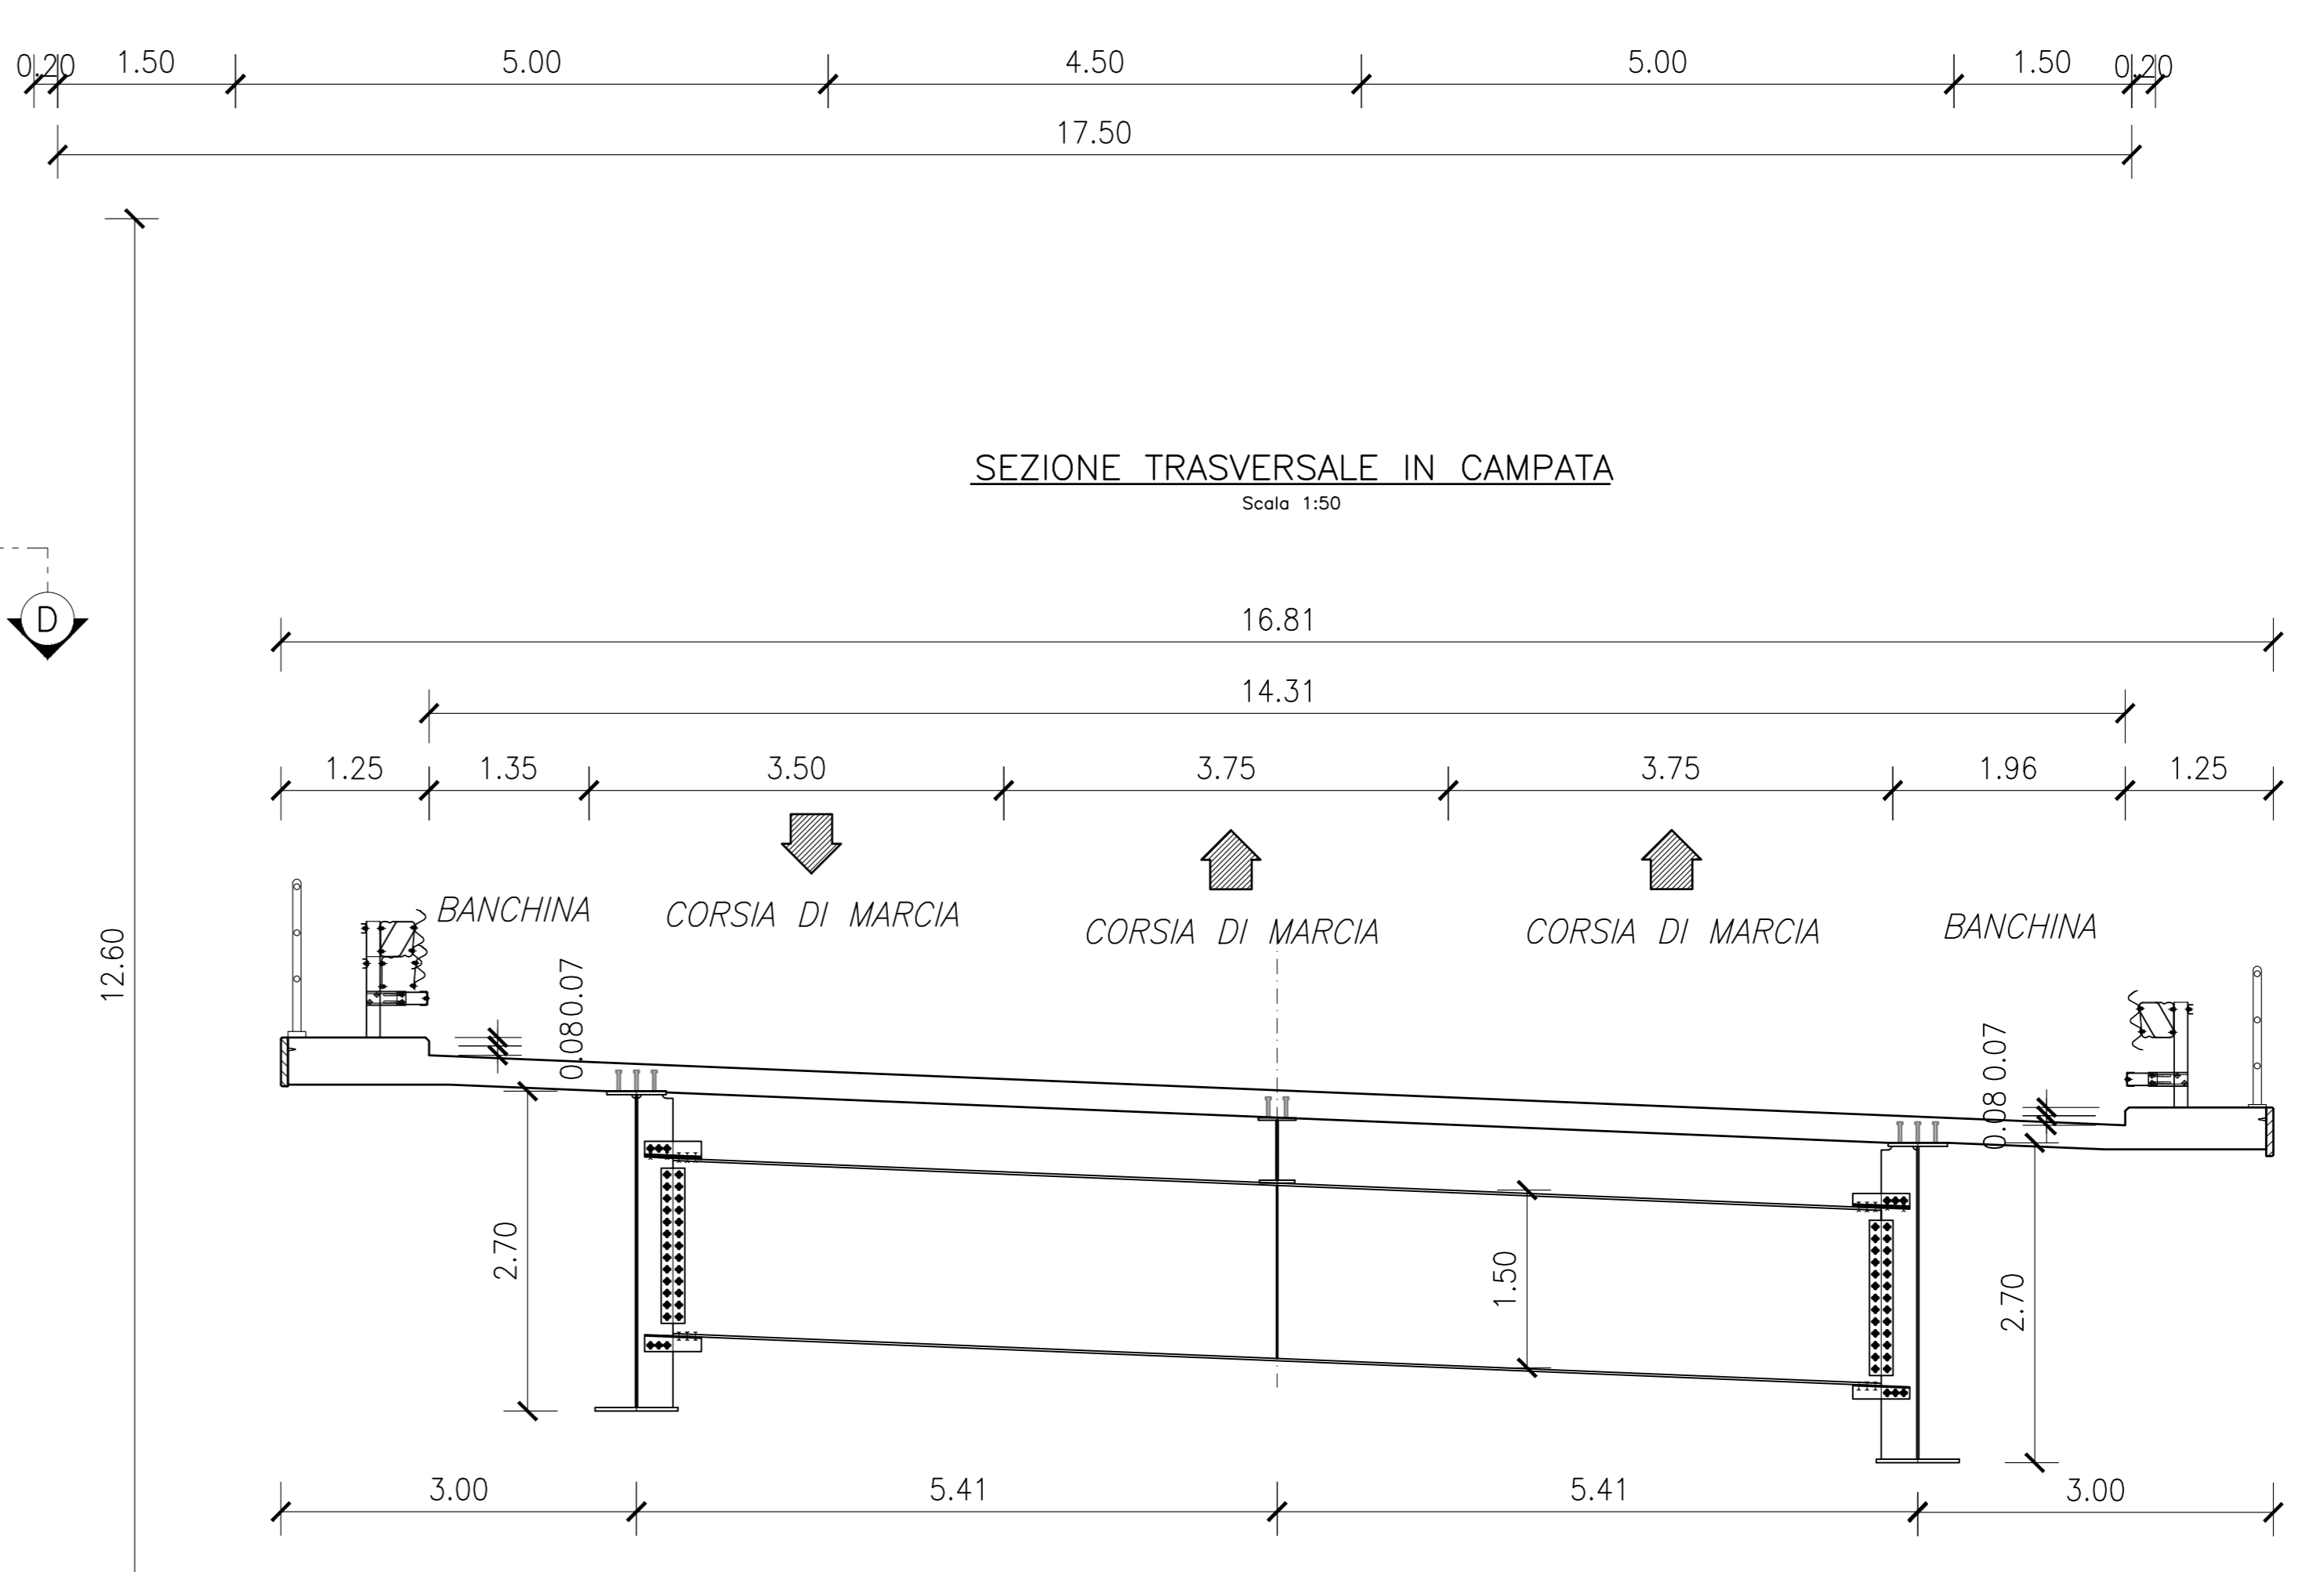 0.20 1.50 5.00 4.50 5.00 1.50 0.20
17.50
SEZIONE TRASVERSALE IN CAMPATA
Scala 1:50
D
16.81
14.31
1.25 1.35 3.50 3.75 3.75 1.96 1.25
BANCHINA CORSIA DI MARCIA CORSIA DI MARCIA CORSIA DI MARCIA BANCHINA
12.60
0.08 0.07
0.08 0.07
2.70
1.50
2.70
3.00 5.41 5.41 3.00